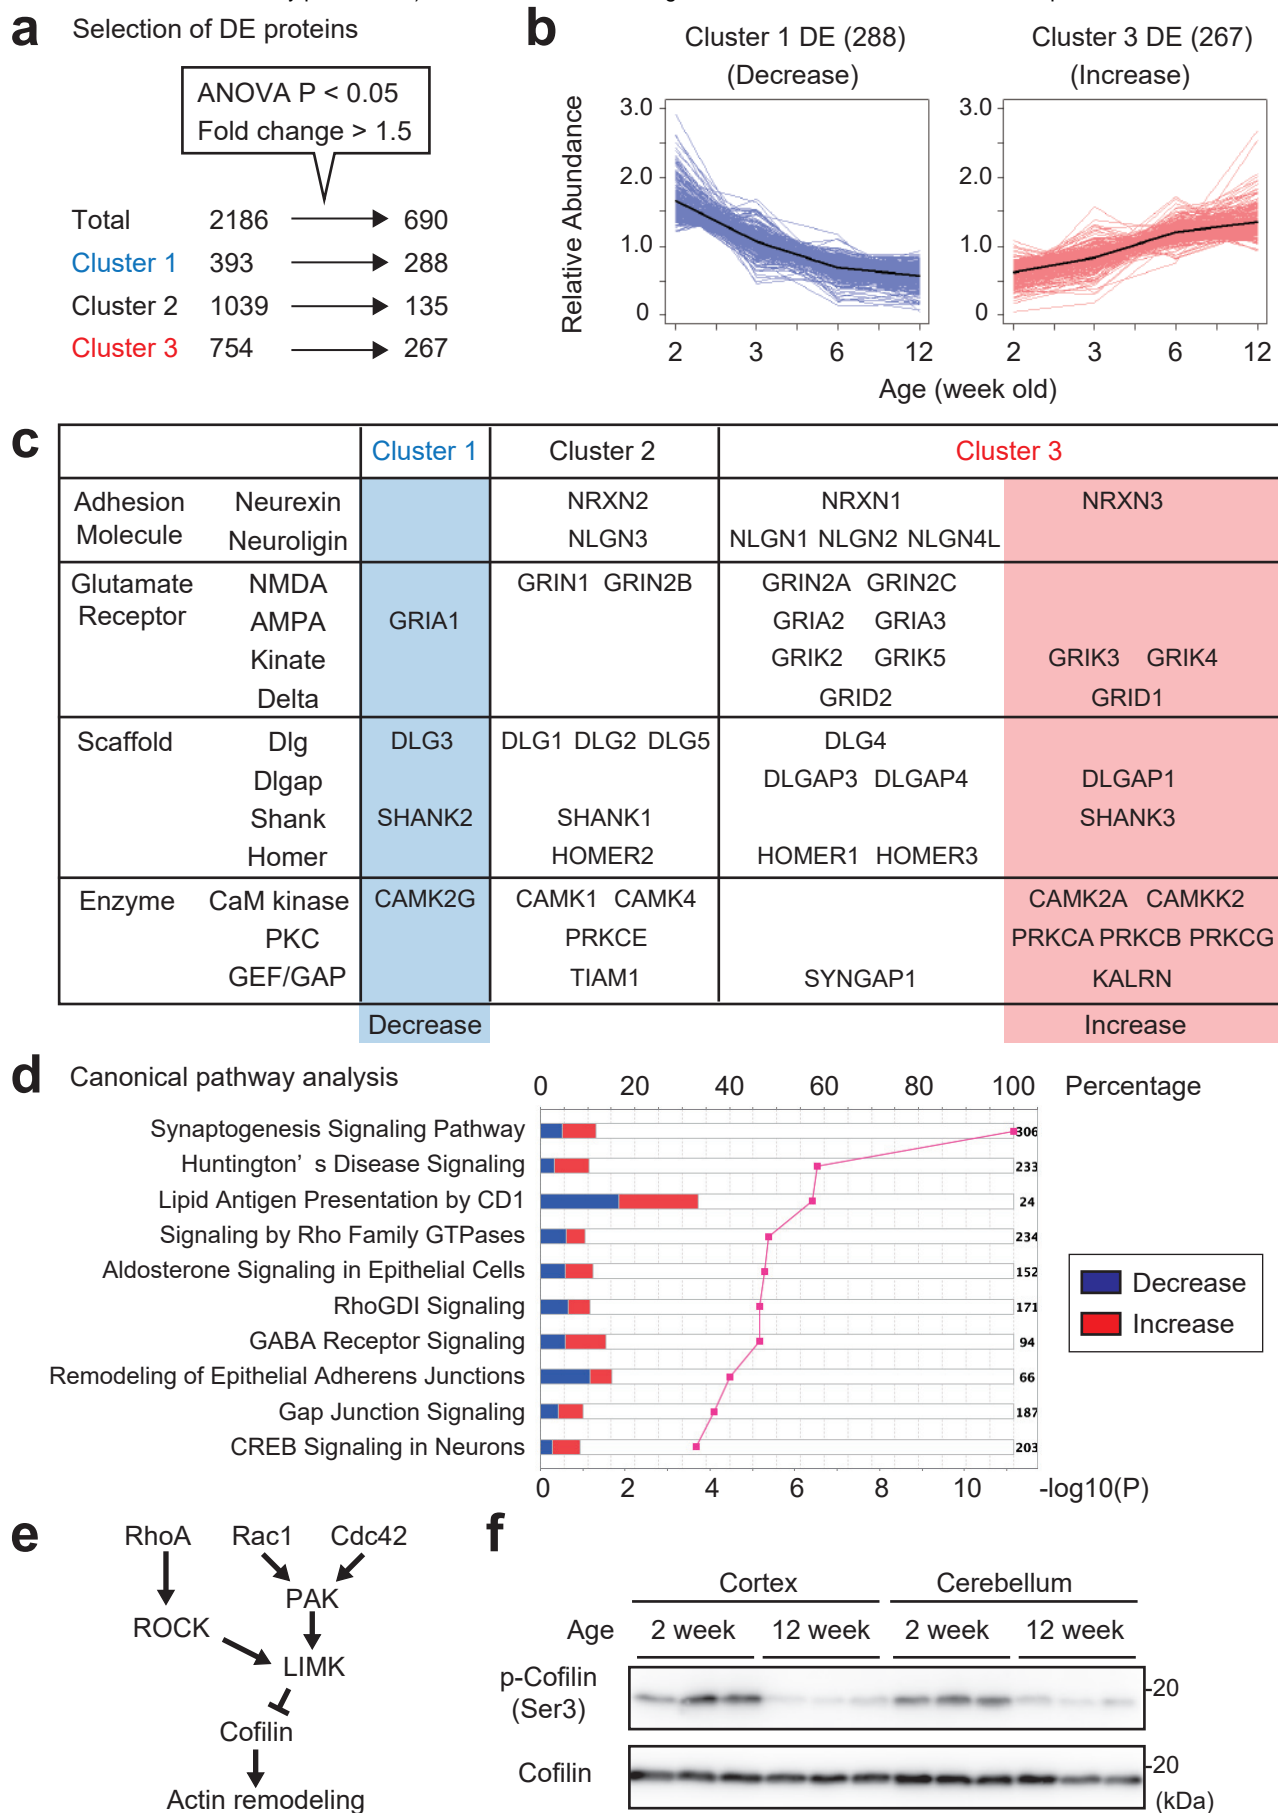 a Selection of DE proteins
ANOVA P < 0.05
Fold change > 1.5
Total 2186 690
Cluster 1 393 288
Cluster 2 1039 135
Cluster 3 754 267
b Cluster 1 DE (288) Cluster 3 DE (267)
(Decrease) (Increase)
Relative Abundance
3.0 3.0
2.0 2.0
1.0 1.0
0 0
2 3 6 12 2 3 6 12
Age (week old)
c Cluster 1 Cluster 2 Cluster 3
Adhesion Neurexin NRXN2 NRXN1 NRXN3
Molecule Neuroligin NLGN3 NLGN1 NLGN2 NLGN4L
Glutamate NMDA GRIN1 GRIN2B GRIN2A GRIN2C
Receptor AMPA GRIA1 GRIA2 GRIA3
Kinate GRIK2 GRIK5 GRIK3 GRIK4
Delta GRID2 GRID1
Scaffold Dlg DLG3 DLG1 DLG2 DLG5 DLG4
Dlgap DLGAP3 DLGAP4 DLGAP1
Shank SHANK2 SHANK1 SHANK3
Homer HOMER2 HOMER1 HOMER3
Enzyme CaM kinase CAMK2G CAMK1 CAMK4 CAMK2A CAMKK2
PKC PRKCE PRKCA PRKCB PRKCG
GEF/GAP TIAM1 SYNGAP1 KALRN
Decrease Increase
d Canonical pathway analysis 0 20 40 60 80 100 Percentage
Synaptogenesis Signaling Pathway 306
Huntington’ s Disease Signaling 233
Lipid Antigen Presentation by CD1 24
Signaling by Rho Family GTPases 234
Aldosterone Signaling in Epithelial Cells 152
RhoGDI Signaling 171
GABA Receptor Signaling 94
Remodeling of Epithelial Adherens Junctions 66
Gap Junction Signaling 187
CREB Signaling in Neurons 203
0 2 4 6 8 10 -log10(P)
Decrease
Increase
e RhoA Rac1 Cdc42
PAK
ROCK
LIMK
Cofilin
Actin remodeling
f Cortex Cerebellum
Age 2 week 12 week 2 week 12 week
p-Cofilin
(Ser3) 20
Cofilin 20
(kDa)